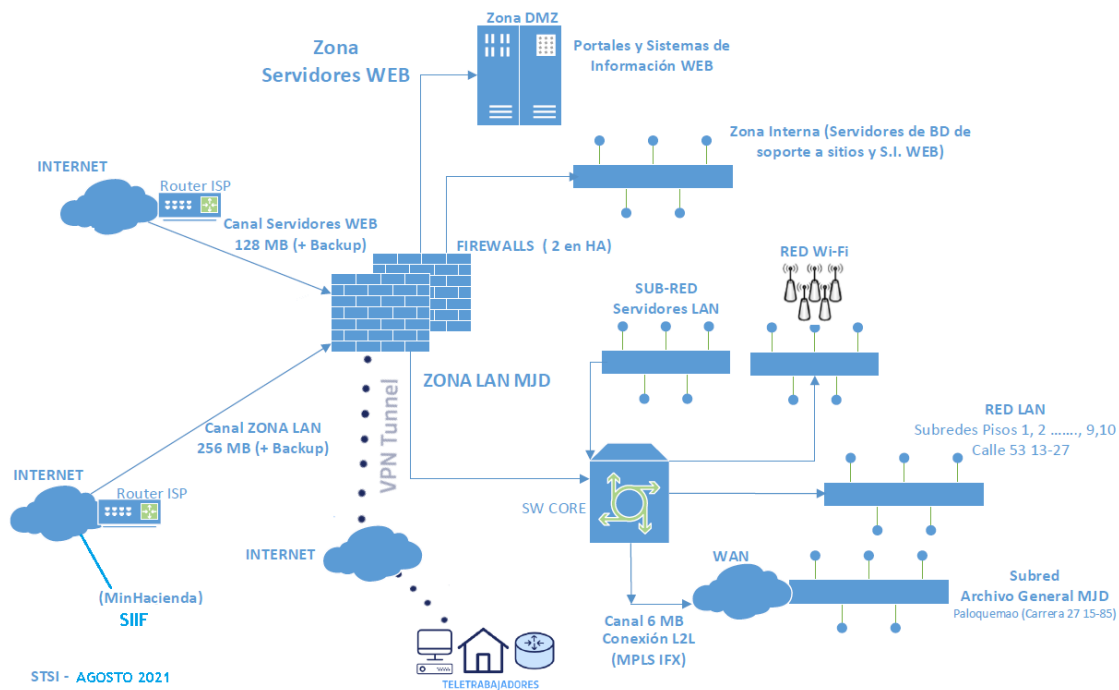 Zona DMZ
Zona
Servidores WEB
Portales y Sistemas de
Información WEB
Zona Interna (Servidores de BD de
soporte a sitios y S.I. WEB)
INTERNET
Router ISP
Canal Servidores WEB
128 MB (+ Backup)
FIREWALLS ( 2 en HA)
RED Wi-Fi
SUB-RED
Servidores LAN
ZONA LAN MJD
VPN Tunnel
Canal ZONA LAN
256 MB (+ Backup)
RED LAN
Subredes Pisos 1, 2 ......., 9,10
Calle 53 13-27
INTERNET
Router ISP
SW CORE
INTERNET
WAN
Subred
Archivo General MJD
Paloquemao (Carrera 27 15-85)
(MinHacienda)
SIIF
Canal 6 MB
Conexión L2L
(MPLS IFX)
STSI - AGOSTO 2021
TELETRABAJADORES